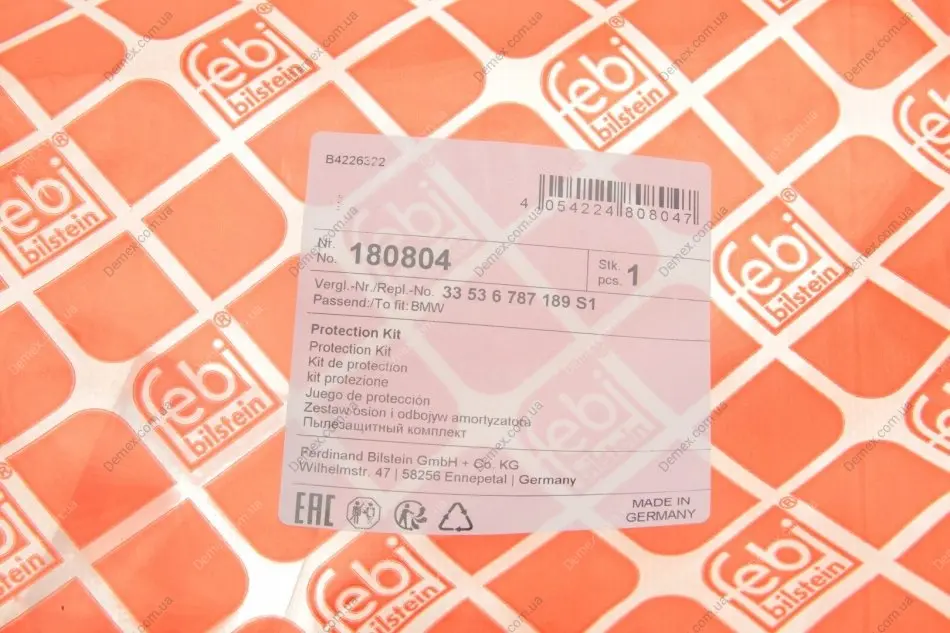 febi
bilstein
B4226322
4 054224 808047
Nr.
No. 180804
Stk.
pcs. 1
Vergl.-Nr./Repl.-No. 33 53 6 787 189 S1
Passend:/To fit: BMW
Protection Kit
Protection Kit
Kit de protection
kit protezione
Juego de protección
Zestaw osłon i odbojyw amortyzatora
Пылезащитный комплект
Ferdinand Bilstein GmbH + Co. KG
Wilhelmstr. 47 | 58256 Ennepetal | Germany
EAC
MADE IN
GERMANY
Demex.com.ua